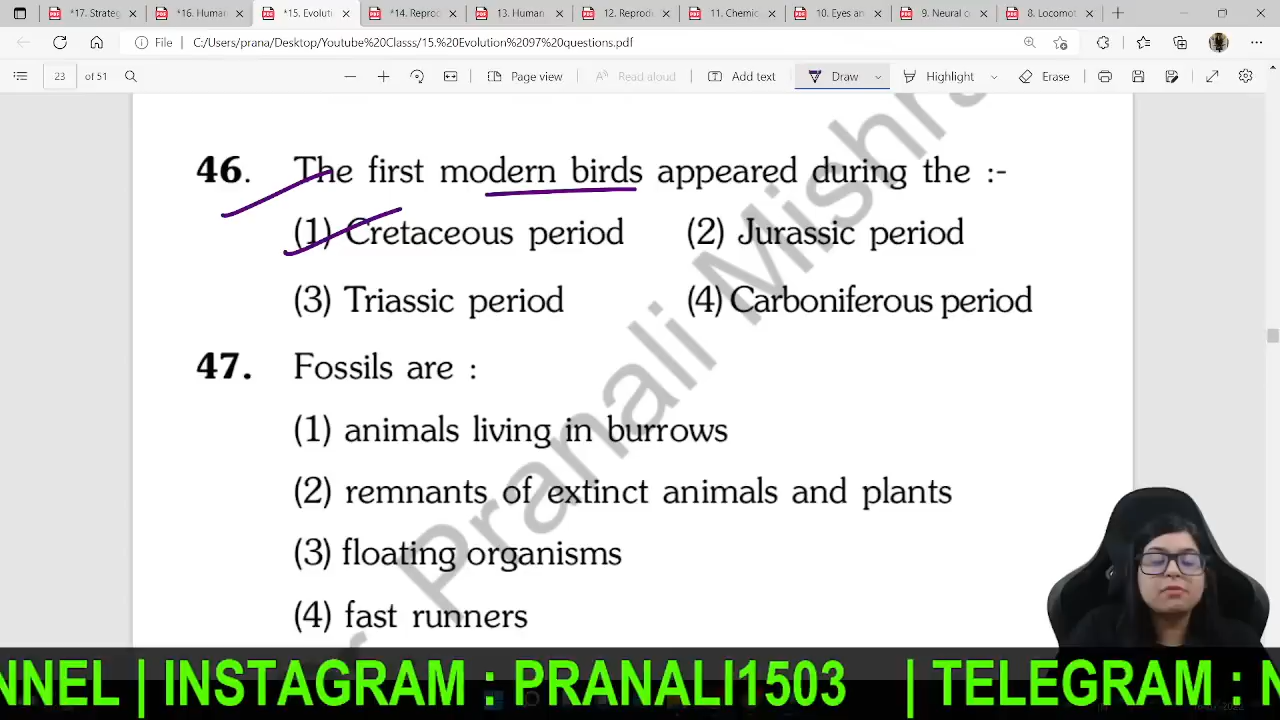 *17. Strateg
*16. Human
*15. Evoluti
*14. Reproc
13. Human
12. Reprodu
11. Chemic
10. Eyes an
9. Neural c
8. Locomot
File C:/Users/prana/Desktop/Youtube%20Classs/15.%20Evolution%2097%20questions.pdf
23 of 51 Page view Read aloud Add text Draw Highlight Erase
46. The first modern birds appeared during the :-
(1) Cretaceous period (2) Jurassic period
(3) Triassic period (4) Carboniferous period
47. Fossils are :
(1) animals living in burrows
(2) remnants of extinct animals and plants
(3) floating organisms
(4) fast runners
Pranali Mishra
NNEL | INSTAGRAM : PRANALI1503 | TELEGRAM : N